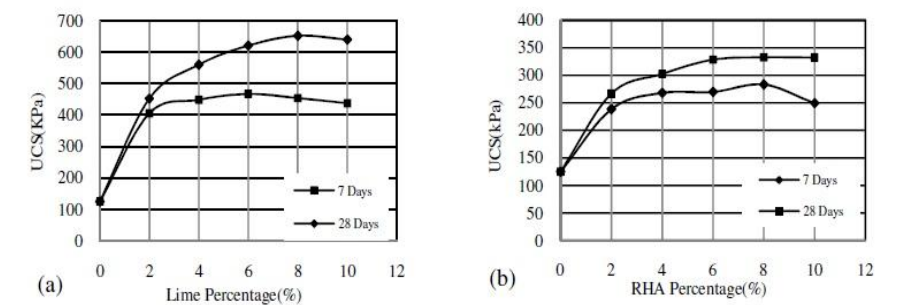 700
600
500
400
300
200
100
0
UCS(KPa)
7 Days
28 Days
0 2 4 6 8 10 12
Lime Percentage(%)
(a)
400
350
300
250
200
150
100
50
0
UCS(kPa)
7 Days
28 Days
0 2 4 6 8 10 12
RHA Percentage(%)
(b)